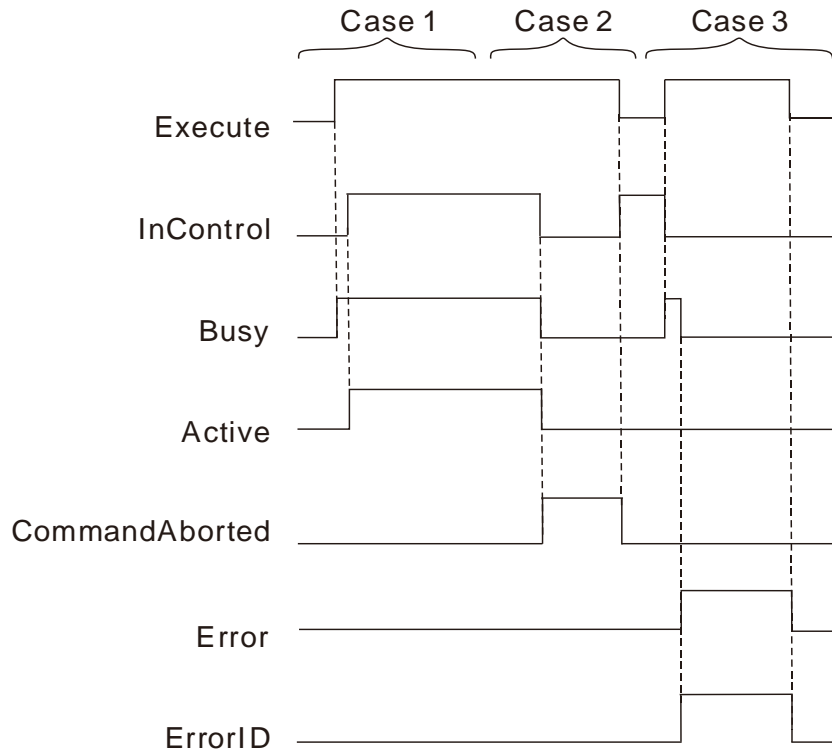 Case 1 Case 2 Case 3
Execute
InControl
Busy
Active
CommandAborted
Error
ErrorID